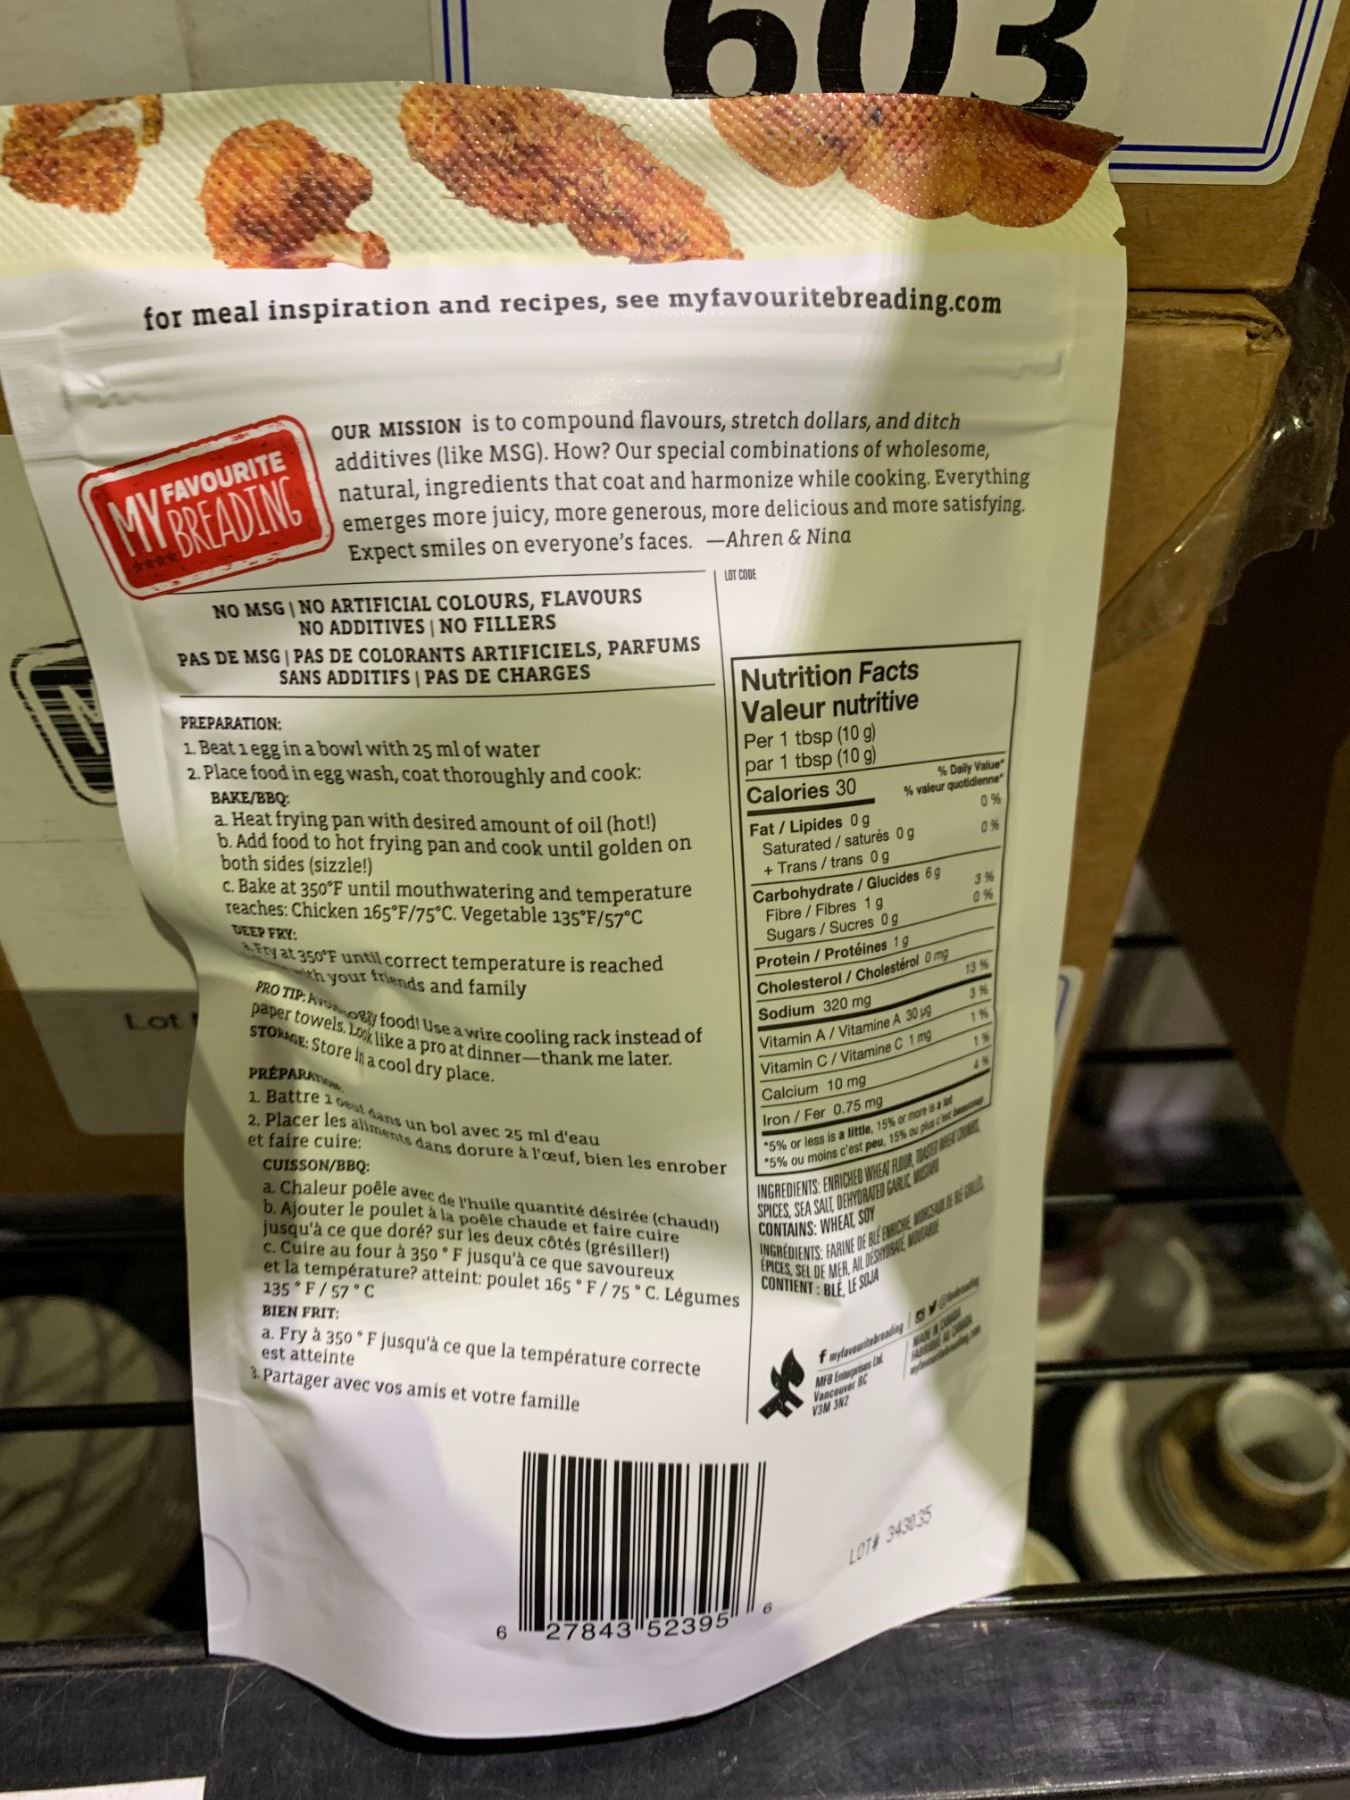 603
for meal inspiration and recipes, see myfavouritebreading.com
MY FAVOURITE
BREADING
OUR MISSION is to compound flavours, stretch dollars, and ditch
additives (like MSG). How? Our special combinations of wholesome,
natural, ingredients that coat and harmonize while cooking. Everything
emerges more juicy, more generous, more delicious and more satisfying.
Expect smiles on everyone's faces. —Ahren & Nina
NO MSG | NO ARTIFICIAL COLOURS, FLAVOURS
NO ADDITIVES | NO FILLERS
PAS DE MSG | PAS DE COLORANTS ARTIFICIELS, PARFUMS
SANS ADDITIFS | PAS DE CHARGES
PREPARATION:
1. Beat 1 egg in a bowl with 25 ml of water
2. Place food in egg wash, coat thoroughly and cook:
BAKE/BBQ:
a. Heat frying pan with desired amount of oil (hot!)
b. Add food to hot frying pan and cook until golden on
both sides (sizzle!)
c. Bake at 350°F until mouthwatering and temperature
reaches: Chicken 165°F/75°C. Vegetable 135°F/57°C
DEEP FRY:
a. Fry at 350°F until correct temperature is reached
with your friends and family
PRO TIP: Avoid soggy food! Use a wire cooling rack instead of
paper towels. Look like a pro at dinner—thank me later.
STORAGE: Store in a cool dry place.
PRÉPARATION:
1. Battre 1 oeuf dans un bol avec 25 ml d'eau
2. Placer les aliments dans dorure à l'œuf, bien les enrober
et faire cuire:
CUISSON/BBQ:
a. Chaleur poêle avec de l'huile quantité désirée (chaud!)
b. Ajouter le poulet à la poêle chaude et faire cuire
jusqu'à ce que doré? sur les deux côtés (grésiller!)
c. Cuire au four à 350 ° F jusqu'à ce que savoureux
et la température? atteint: poulet 165 ° F / 75 ° C. Légumes
135 ° F / 57 ° C
BIEN FRIT:
a. Fry à 350 ° F jusqu'à ce que la température correcte
est atteinte
3. Partager avec vos amis et votre famille
LOT CODE
Nutrition Facts
Valeur nutritive
Per 1 tbsp (10 g)
par 1 tbsp (10 g)
Calories 30
% Daily Value*
% valeur quotidienne*
Fat / Lipides 0 g 0 %
Saturated / saturés 0 g 0 %
+ Trans / trans 0 g
Carbohydrate / Glucides 6 g
Fibre / Fibres 1 g 3 %
Sugars / Sucres 0 g 0 %
Protein / Protéines 1 g
Cholesterol / Cholestérol 0 mg
Sodium 320 mg 13 %
Vitamin A / Vitamine A 30 µg 3 %
Vitamin C / Vitamine C 1 mg 1 %
Calcium 10 mg 1 %
Iron / Fer 0.75 mg 4 %
*5% or less is a little, 15% or more is a lot
*5% ou moins c'est peu, 15% ou plus c'est beaucoup
INGREDIENTS: ENRICHED WHEAT FLOUR, TOASTED WHEAT CRUMBS,
SPICES, SEA SALT, DEHYDRATED GARLIC, MUSTARD
CONTAINS: WHEAT, SOY
INGRÉDIENTS: FARINE DE BLÉ ENRICHIE, MORCEAUX DE BLÉ GRILLÉS,
ÉPICES, SEL DE MER, AIL DÉSHYDRATÉ, MOUTARDE
CONTIENT : BLÉ, LE SOJA
myfavouritebreading
MFB Enterprises Ltd.
Vancouver BC
V3M 3N2
MADE IN CANADA
FABRIQUÉ AU CANADA
LOT# 343035
6 27843 52395 6
Lot